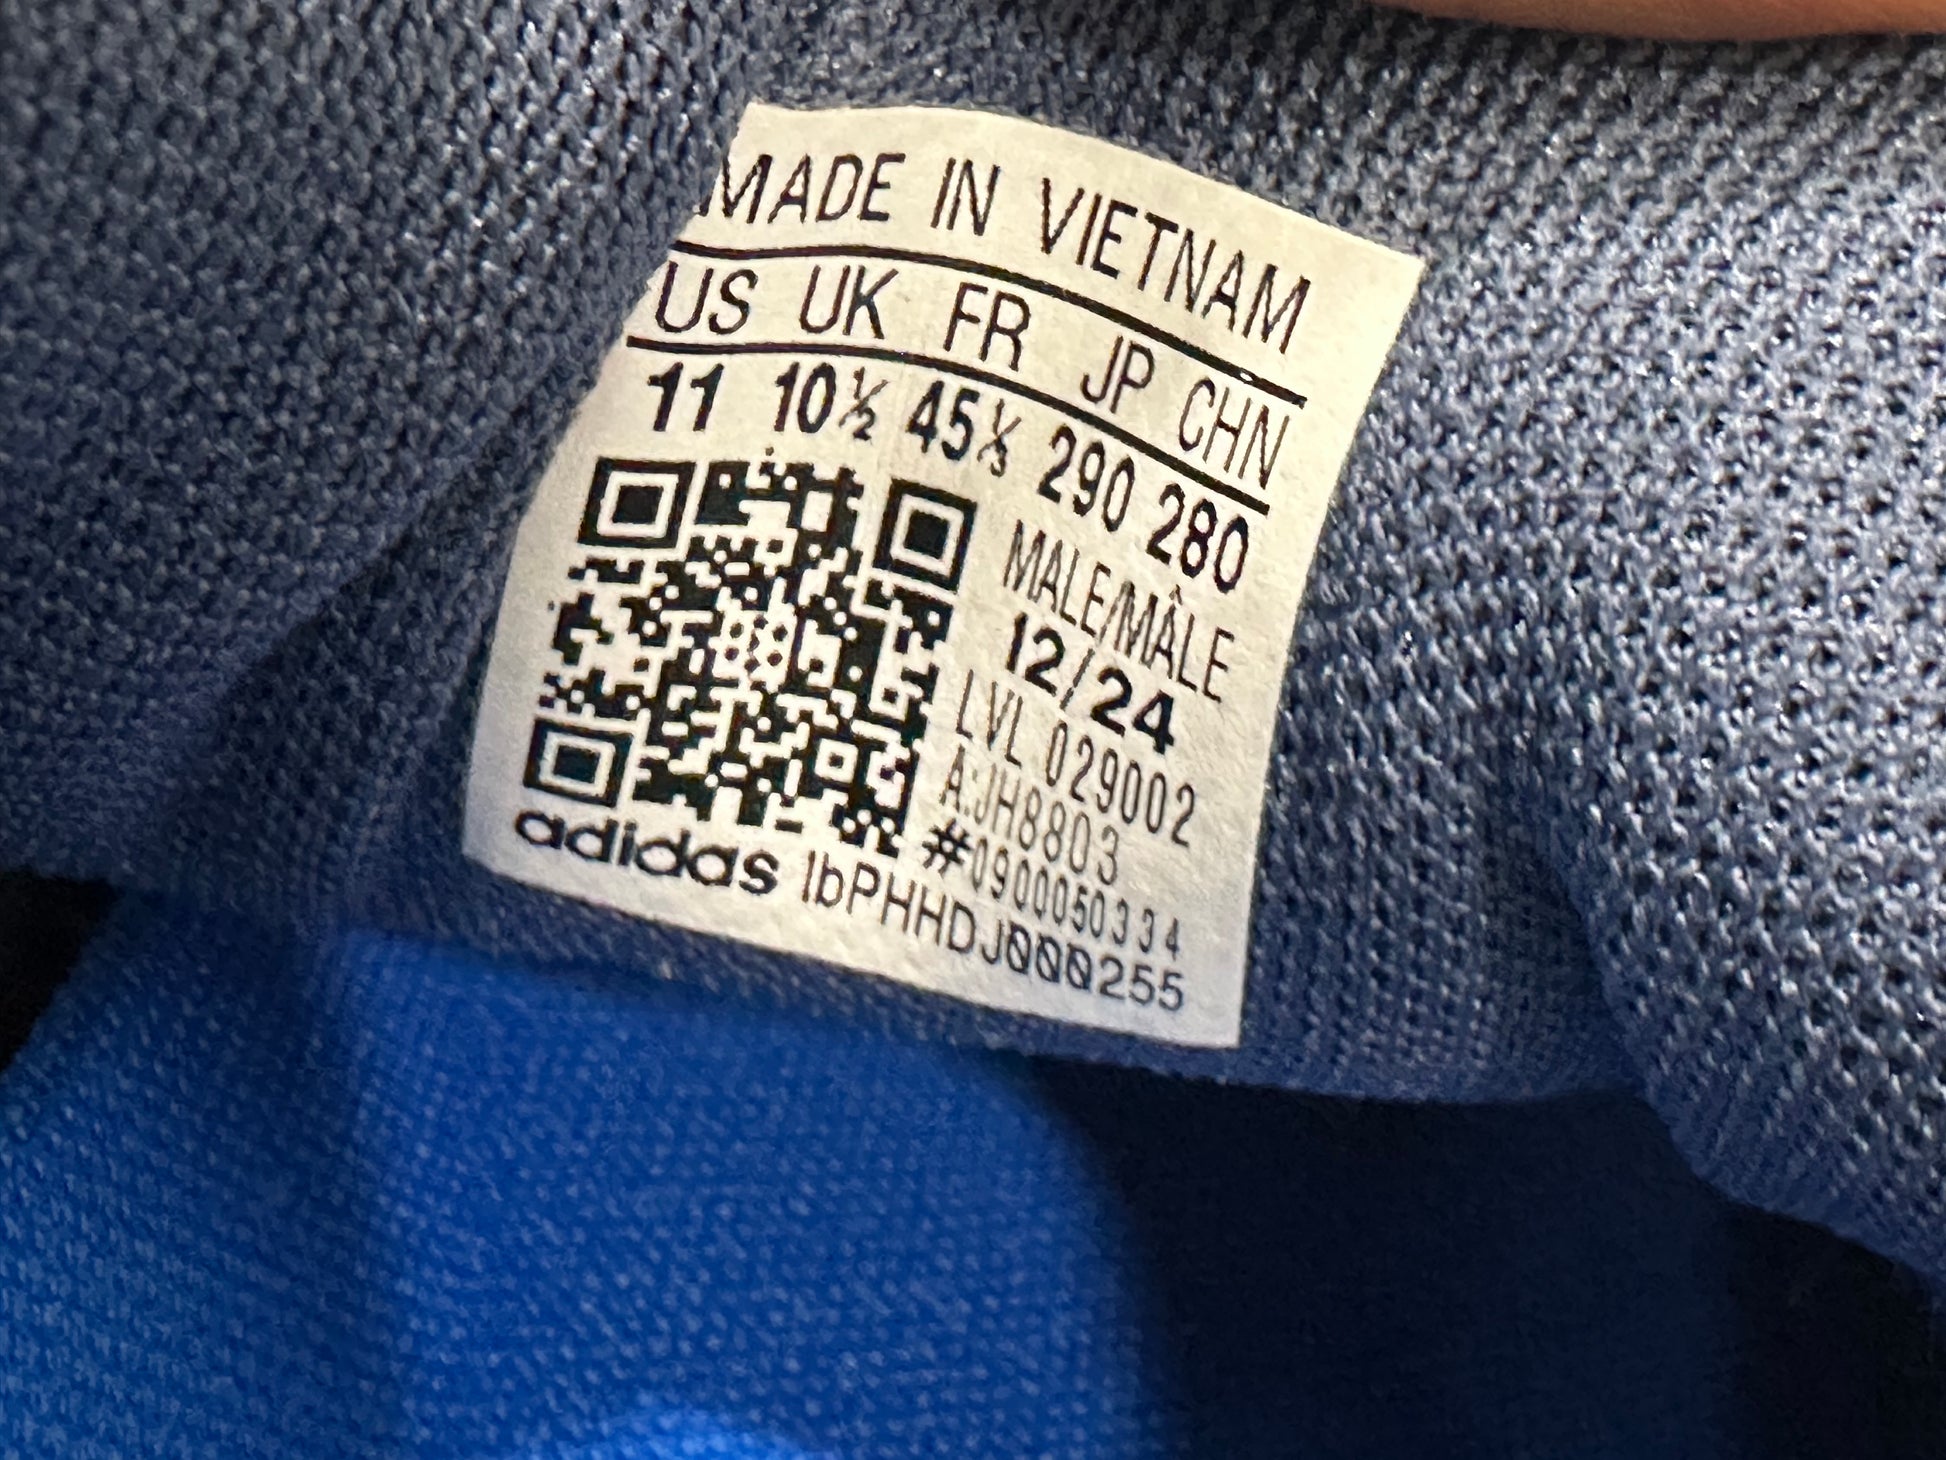 MADE IN VIETNAM
US UK FR JP CHN
11 10½ 45⅓ 290 280
MALE/MÂLE
12/24
LVL 029002
A:JH8803
#0900050334
adidas lbPHHDJ000255